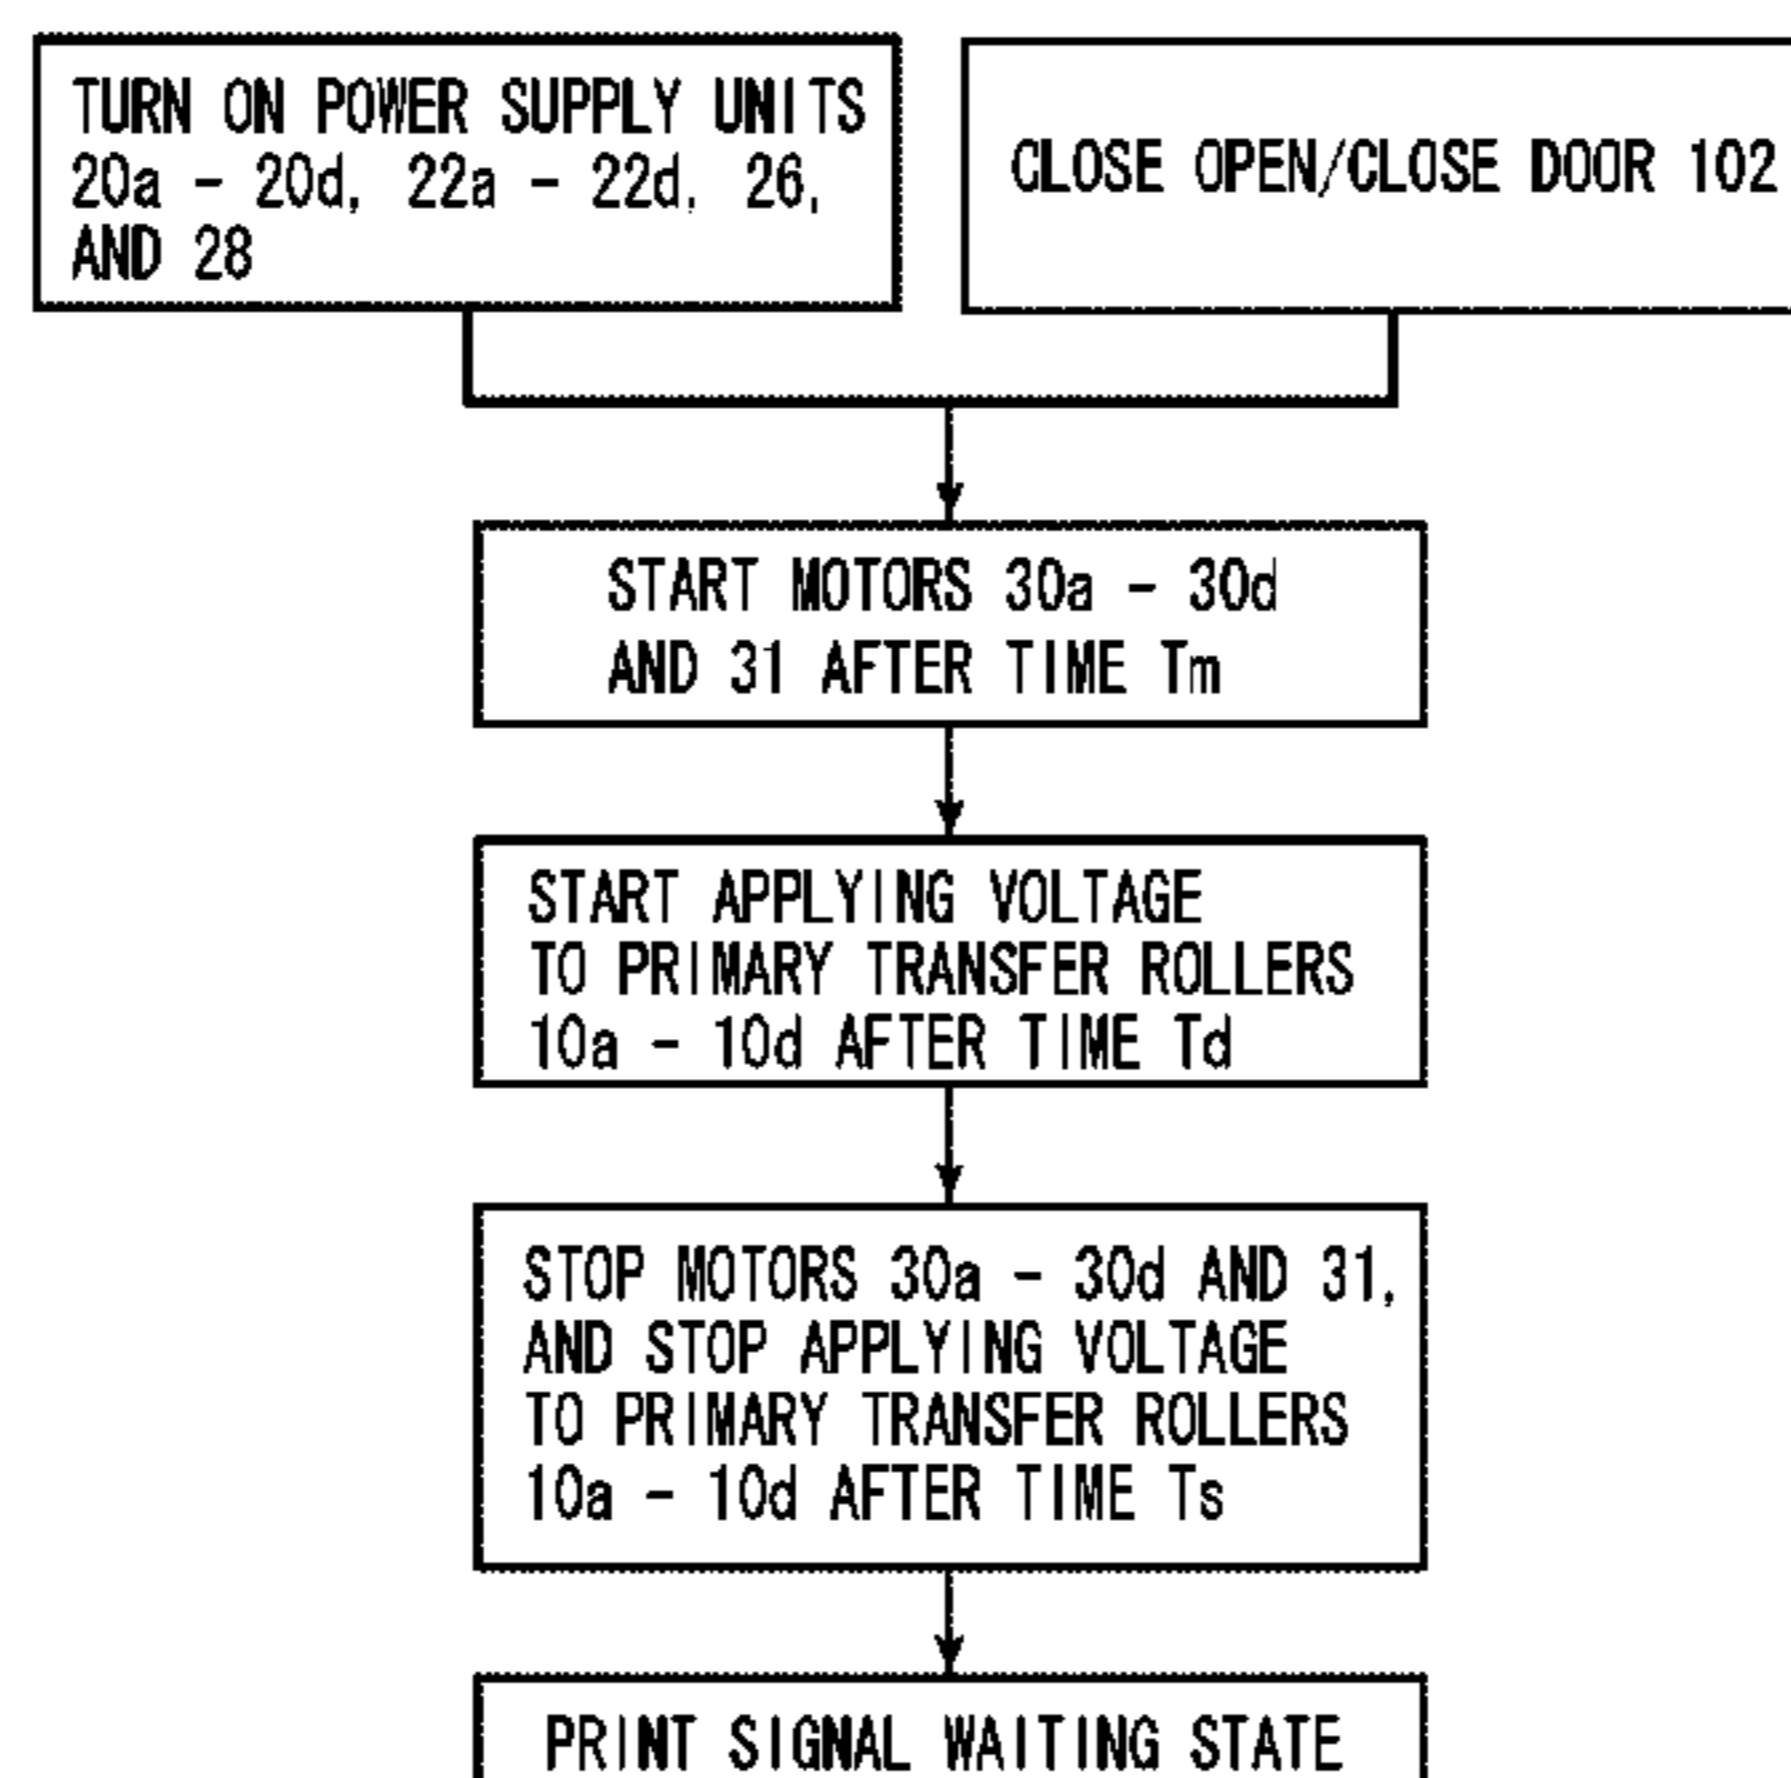 TURN ON POWER SUPPLY UNITS
20a - 20d, 22a - 22d, 26,
AND 28
CLOSE OPEN/CLOSE DOOR 102
START MOTORS 30a - 30d
AND 31 AFTER TIME Tm
START APPLYING VOLTAGE
TO PRIMARY TRANSFER ROLLERS
10a - 10d AFTER TIME Td
STOP MOTORS 30a - 30d AND 31,
AND STOP APPLYING VOLTAGE
TO PRIMARY TRANSFER ROLLERS
10a - 10d AFTER TIME Ts
PRINT SIGNAL WAITING STATE